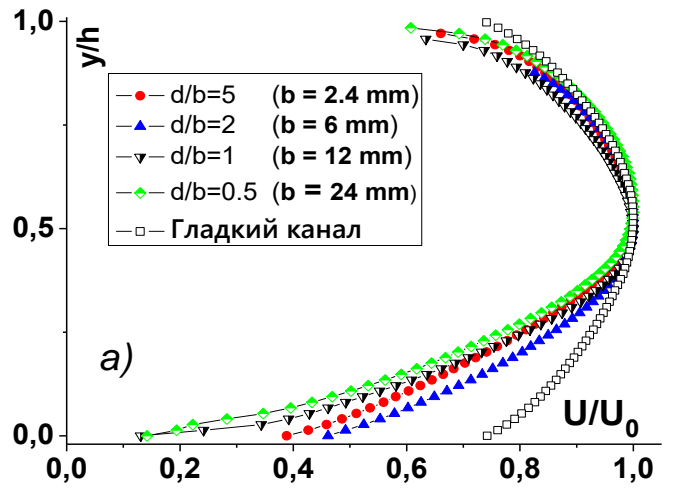 1,0
y/h
d/b=5 (b = 2.4 mm)
d/b=2 (b = 6 mm)
d/b=1 (b = 12 mm)
d/b=0.5 (b = 24 mm)
Гладкий канал
0,5
a)
U/U0
0,0
0,0 0,2 0,4 0,6 0,8 1,0